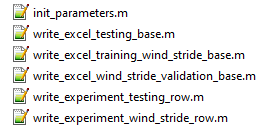 init_parameters.m
write_excel_testing_base.m
write_excel_training_wind_stride_base.m
write_excel_wind_stride_validation_base.m
write_experiment_testing_row.m
write_experiment_wind_stride_row.m